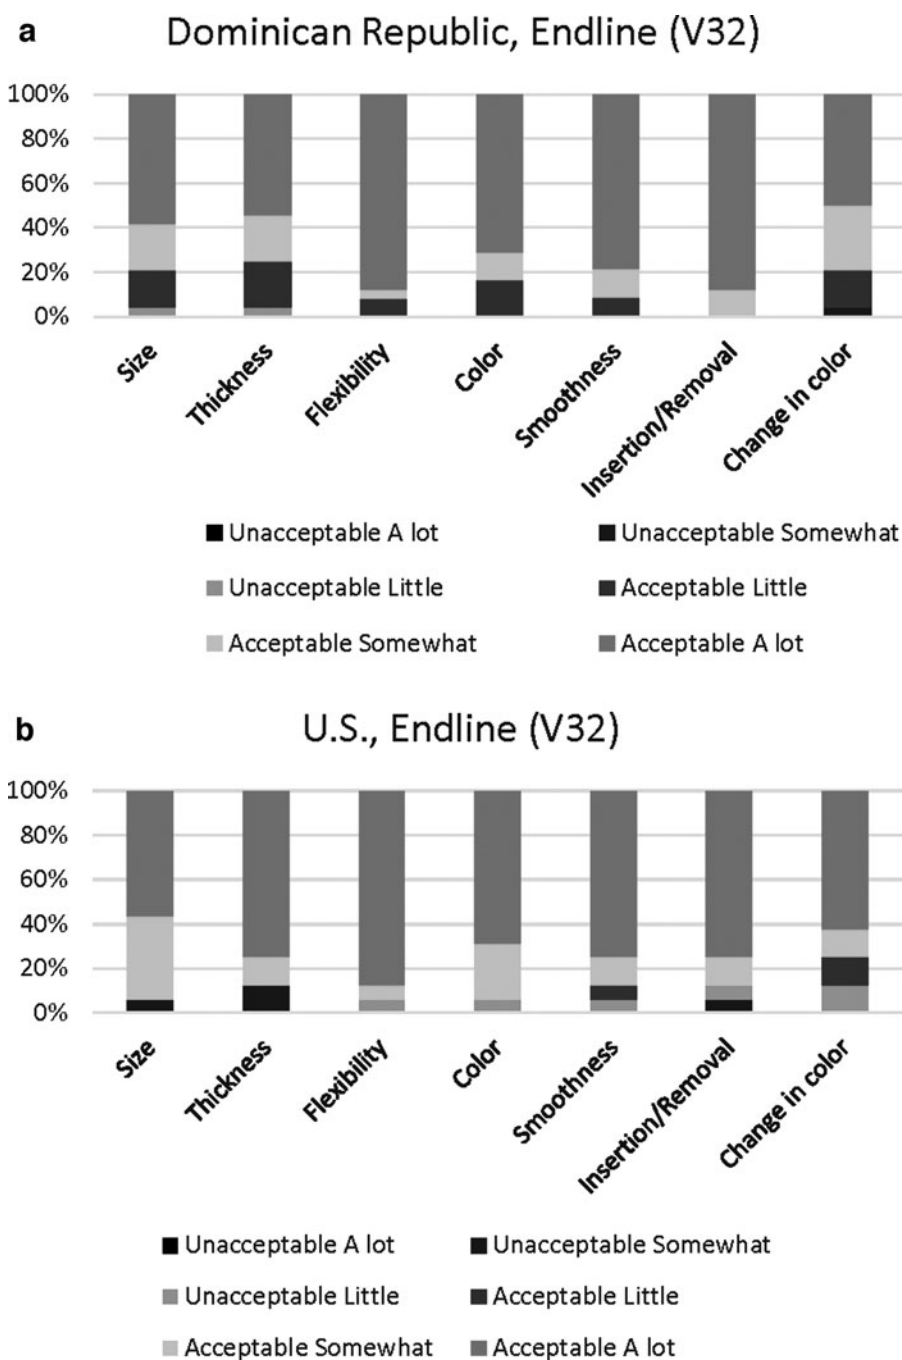 a Dominican Republic, Endline (V32)
100%
80%
60%
40%
20%
0%
Size
Thickness
Flexibility
Color
Smoothness
Insertion/Removal
Change in color
Unacceptable A lot Unacceptable Somewhat
Unacceptable Little Acceptable Little
Acceptable Somewhat Acceptable A lot
b U.S., Endline (V32)
100%
80%
60%
40%
20%
0%
Size
Thickness
Flexibility
Color
Smoothness
Insertion/Removal
Change in color
Unacceptable A lot Unacceptable Somewhat
Unacceptable Little Acceptable Little
Acceptable Somewhat Acceptable A lot